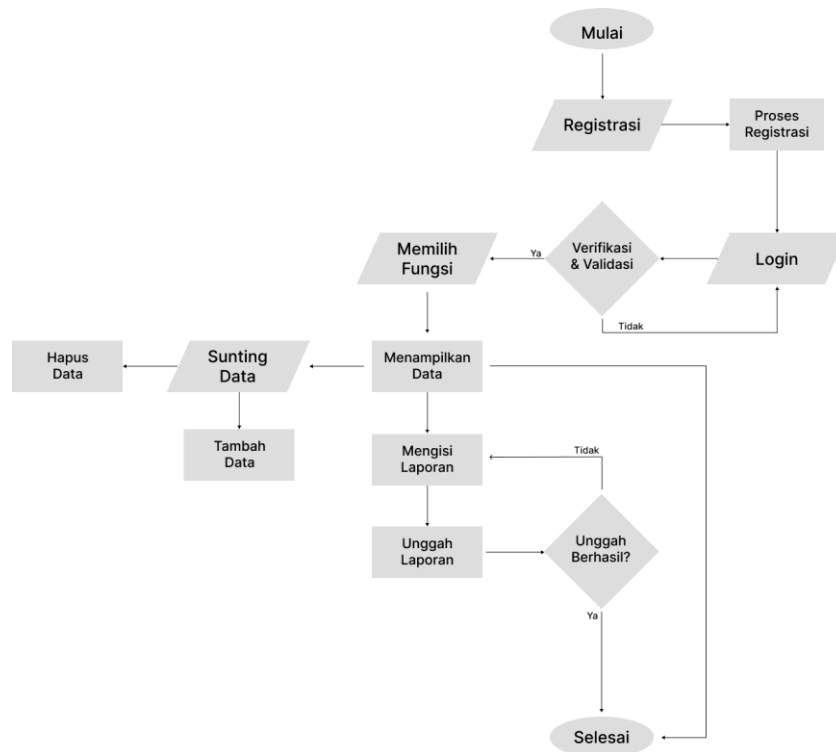 Mulai
Registrasi
Proses
Registrasi
Login
Verifikasi
& Validasi
Ya
Tidak
Memilih
Fungsi
Menampilkan
Data
Sunting
Data
Hapus
Data
Tambah
Data
Mengisi
Laporan
Tidak
Unggah
Laporan
Unggah
Berhasil?
Ya
Selesai